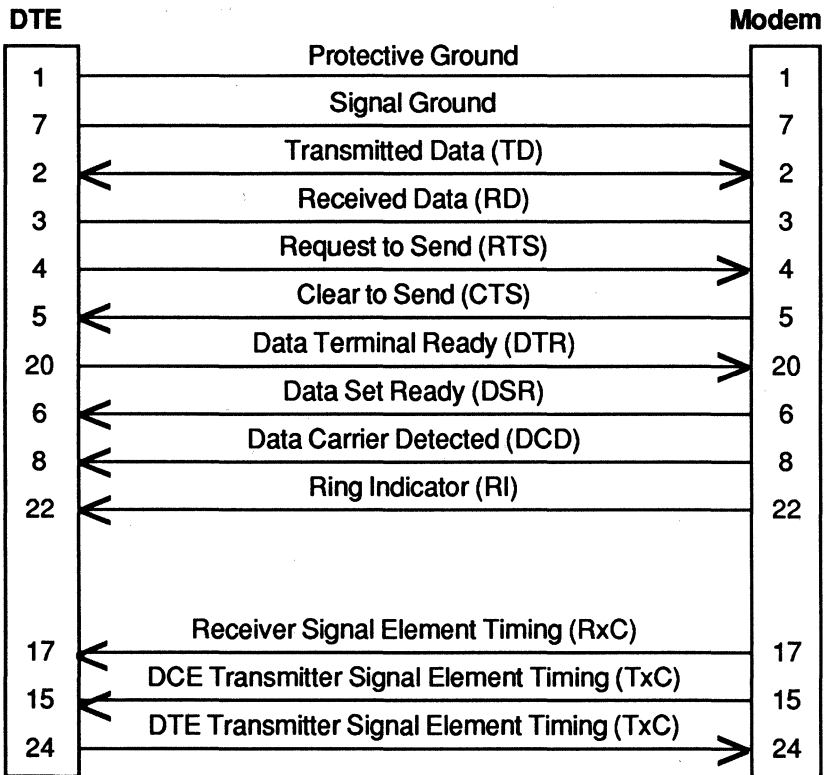 DTE Modem
1 Protective Ground 1
7 Signal Ground 7
2 Transmitted Data (TD) 2
3 Received Data (RD) 3
4 Request to Send (RTS) 4
5 Clear to Send (CTS) 5
20 Data Terminal Ready (DTR) 20
6 Data Set Ready (DSR) 6
8 Data Carrier Detected (DCD) 8
22 Ring Indicator (RI) 22
17 Receiver Signal Element Timing (RxC) 17
15 DCE Transmitter Signal Element Timing (TxC) 15
24 DTE Transmitter Signal Element Timing (TxC) 24